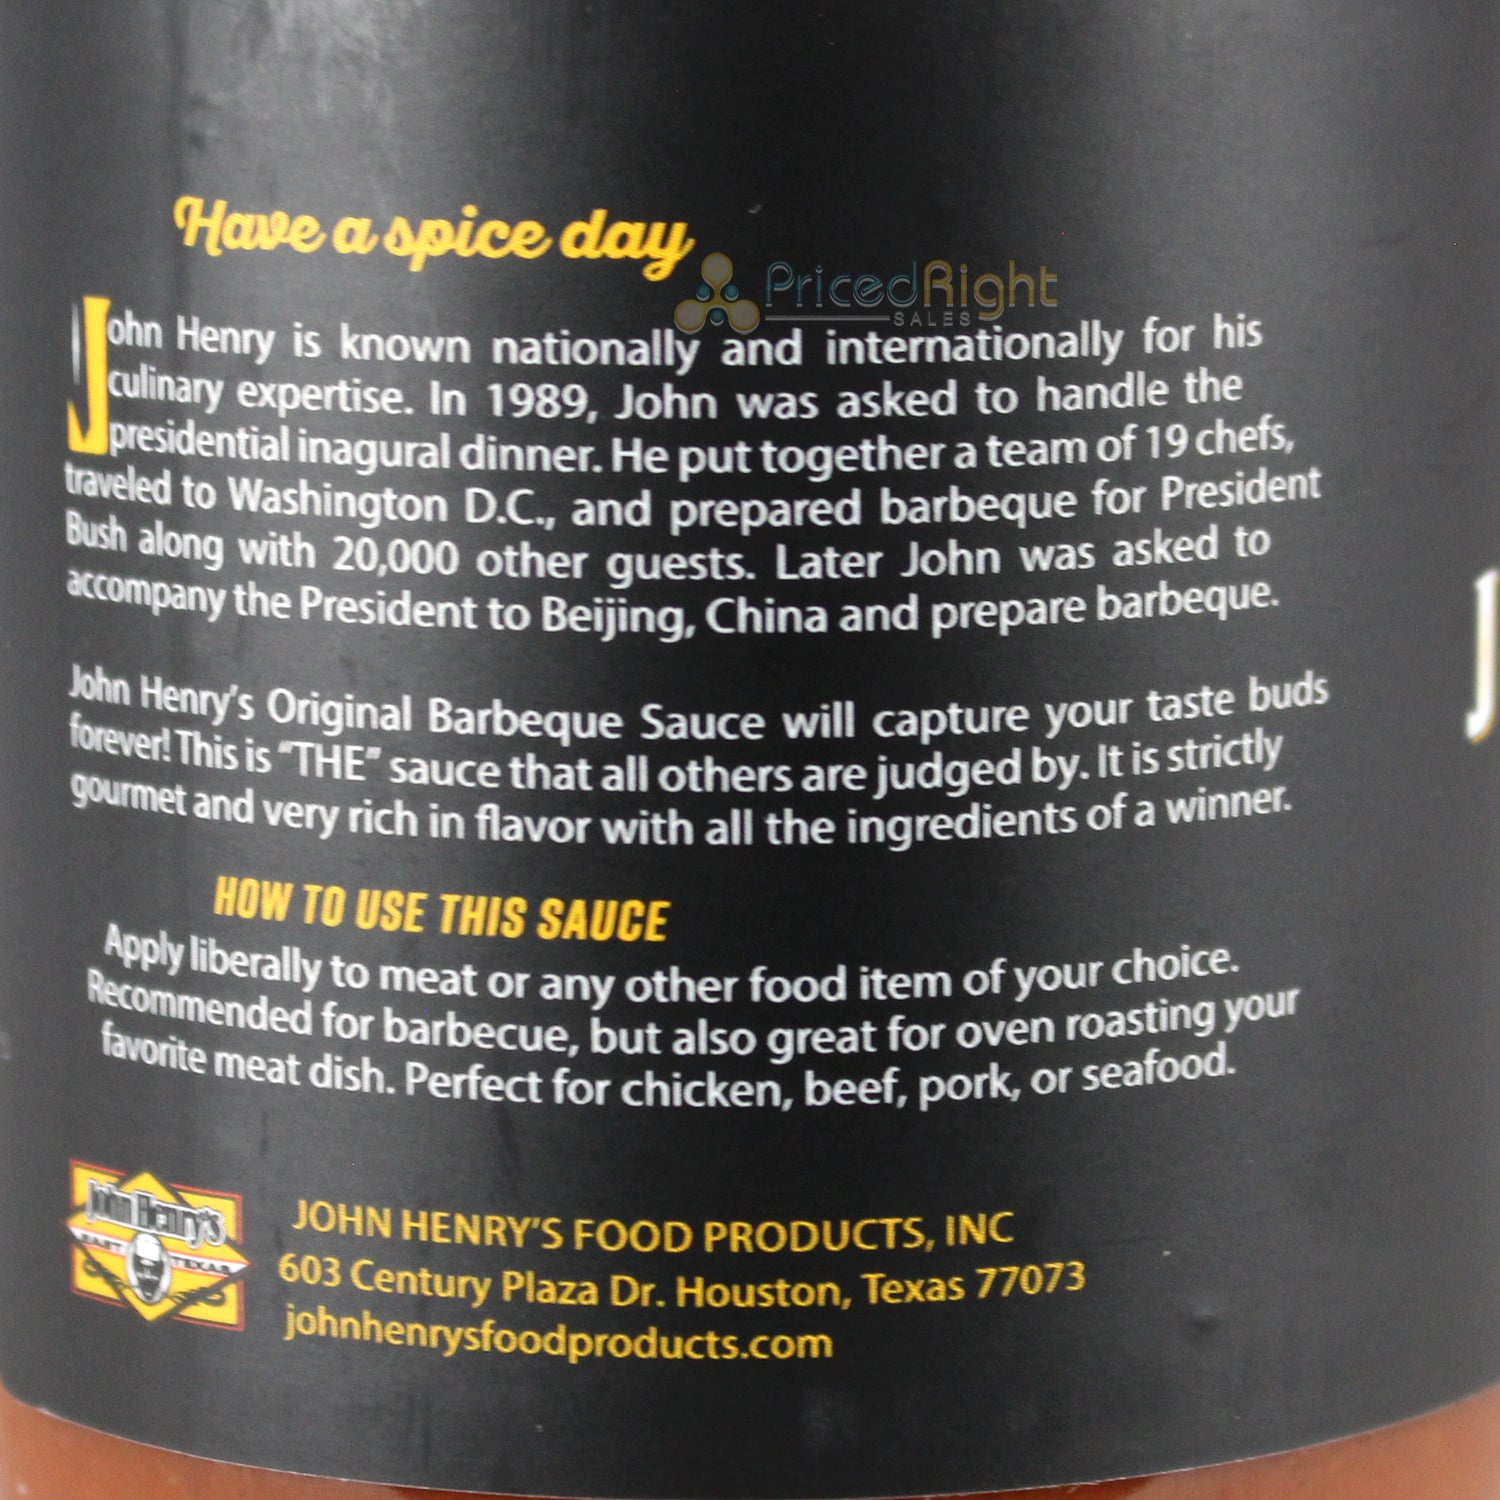 Have a spice day
PricedRight
SALES
John Henry is known nationally and internationally for his
culinary expertise. In 1989, John was asked to handle the
presidential inagural dinner. He put together a team of 19 chefs,
traveled to Washington D.C., and prepared barbeque for President
Bush along with 20,000 other guests. Later John was asked to
accompany the President to Beijing, China and prepare barbeque.
John Henry's Original Barbeque Sauce will capture your taste buds
forever! This is "THE" sauce that all others are judged by. It is strictly
gourmet and very rich in flavor with all the ingredients of a winner.
HOW TO USE THIS SAUCE
Apply liberally to meat or any other food item of your choice.
Recommended for barbecue, but also great for oven roasting your
favorite meat dish. Perfect for chicken, beef, pork, or seafood.
John Henry's
EAST TEXAS
JOHN HENRY'S FOOD PRODUCTS, INC
603 Century Plaza Dr. Houston, Texas 77073
johnhenrysfoodproducts.com
J